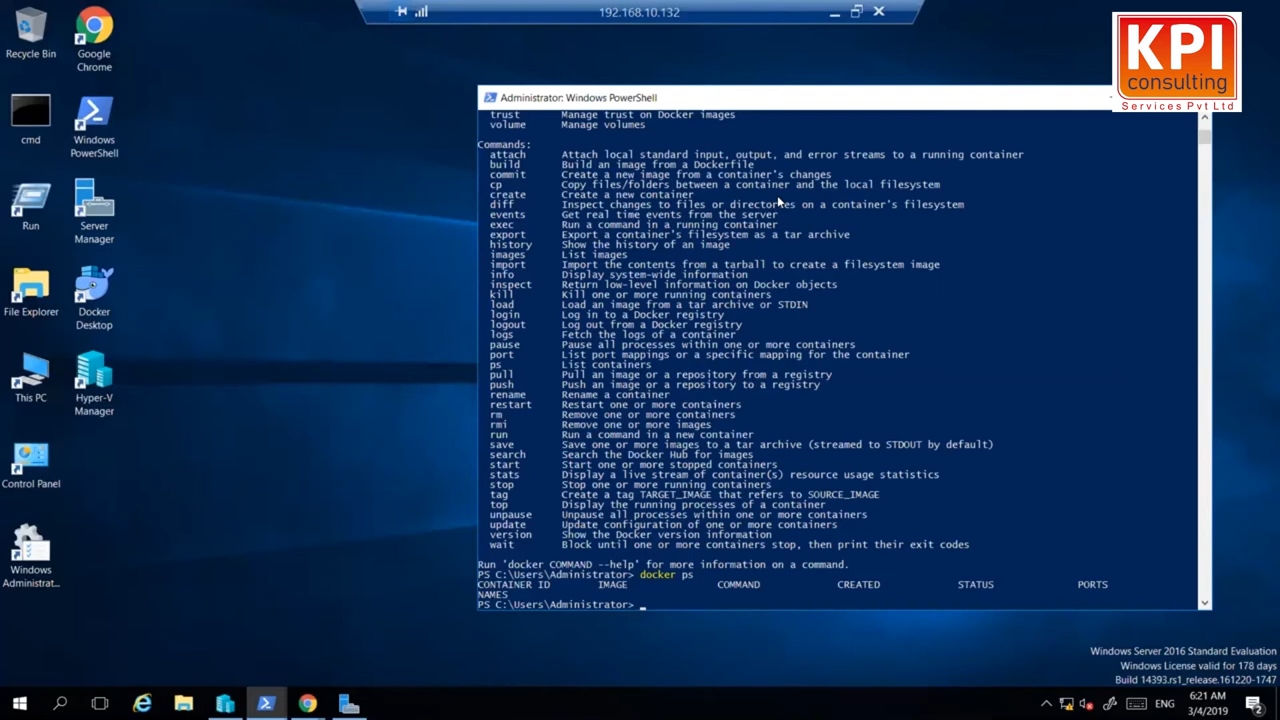 192.168.10.132
KPI
consulting
Services Pvt Ltd
Recycle Bin
Google
Chrome
cmd
Windows
PowerShell
Run
Server
Manager
File Explorer
Docker
Desktop
This PC
Hyper-V
Manager
Control Panel
Windows
Administrat...
Administrator: Windows PowerShell
trust Manage trust on Docker images
volume Manage volumes
Commands:
attach Attach local standard input, output, and error streams to a running container
build Build an image from a Dockerfile
commit Create a new image from a container's changes
cp Copy files/folders between a container and the local filesystem
create Create a new container
diff Inspect changes to files or directories on a container's filesystem
events Get real time events from the server
exec Run a command in a running container
export Export a container's filesystem as a tar archive
history Show the history of an image
images List images
import Import the contents from a tarball to create a filesystem image
info Display system-wide information
inspect Return low-level information on Docker objects
kill Kill one or more running containers
load Load an image from a tar archive or STDIN
login Log in to a Docker registry
logout Log out from a Docker registry
logs Fetch the logs of a container
pause Pause all processes within one or more containers
port List port mappings or a specific mapping for the container
ps List containers
pull Pull an image or a repository from a registry
push Push an image or a repository to a registry
rename Rename a container
restart Restart one or more containers
rm Remove one or more containers
rmi Remove one or more images
run Run a command in a new container
save Save one or more images to a tar archive (streamed to STDOUT by default)
search Search the Docker Hub for images
start Start one or more stopped containers
stats Display a live stream of container(s) resource usage statistics
stop Stop one or more running containers
tag Create a tag TARGET_IMAGE that refers to SOURCE_IMAGE
top Display the running processes of a container
unpause Unpause all processes within one or more containers
update Update configuration of one or more containers
version Show the Docker version information
wait Block until one or more containers stop, then print their exit codes
Run 'docker COMMAND --help' for more information on a command.
PS C:\Users\Administrator> docker ps
CONTAINER ID IMAGE COMMAND CREATED STATUS PORTS
NAMES
PS C:\Users\Administrator> _
Windows Server 2016 Standard Evaluation
Windows License valid for 178 days
Build 14393.rs1_release.161220-1747
ENG
6:21 AM
3/4/2019
2